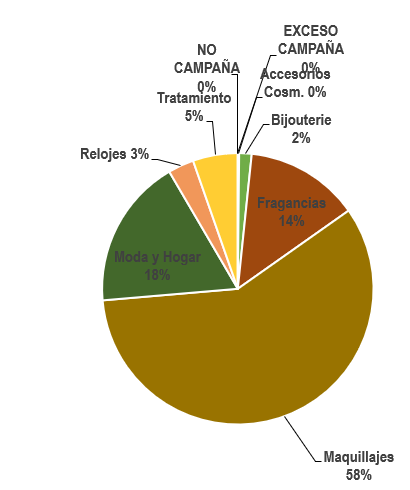 EXCESO
CAMPAÑA
0%
NO
CAMPAÑA
0%
Accesorios
Cosm. 0%
Tratamiento
5%
Bijouterie
2%
Relojes 3%
Fragancias
14%
Moda y Hogar
18%
Maquillajes
58%